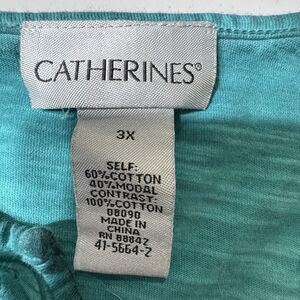 CATHERINES®
3X
SELF:
60%COTTON
40%MODAL
CONTRAST:
100%COTTON
08090
MADE IN
CHINA
RN 88842
41-5664-2